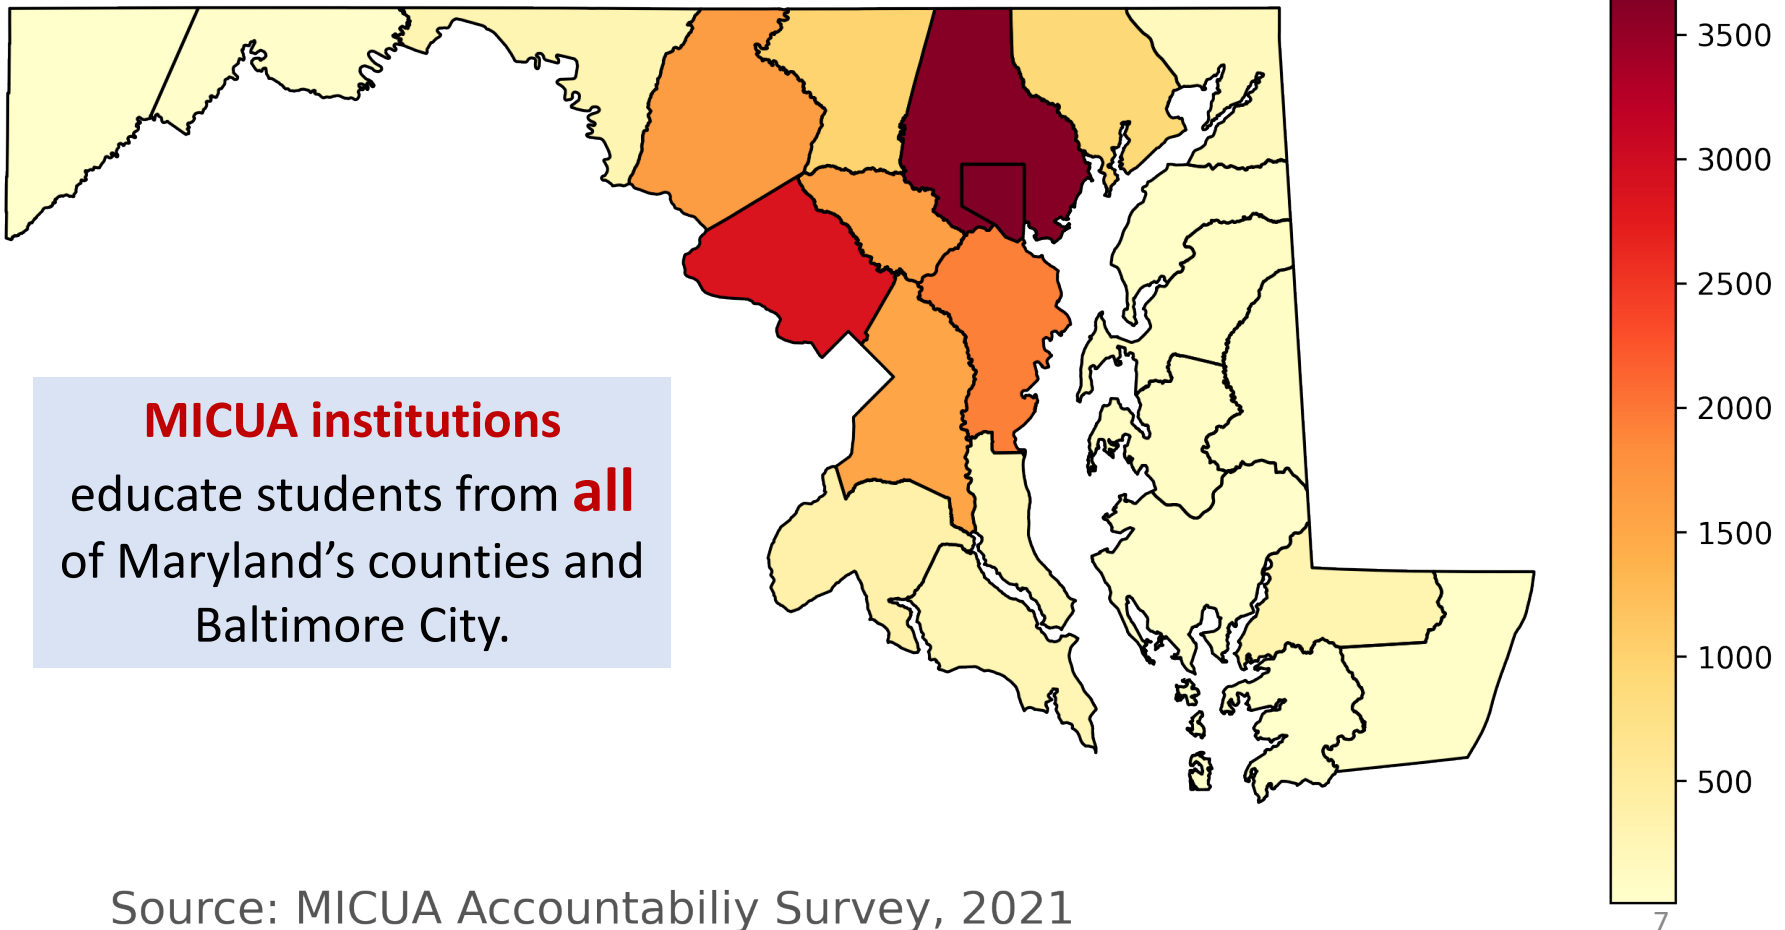 3500
3000
2500
2000
1500
1000
500
MICUA institutions
educate students from all
of Maryland’s counties and
Baltimore City.
Source: MICUA Accountabiliy Survey, 2021
7